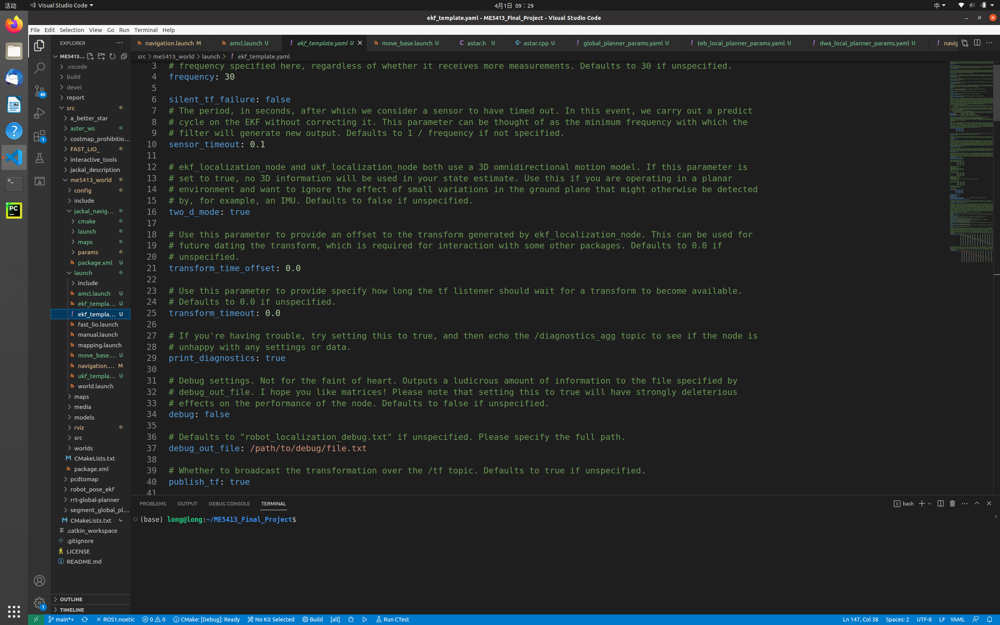 活动
Visual Studio Code
4月1日 09：29
中
ekf_template.yaml - ME5413_Final_Project - Visual Studio Code
File Edit Selection View Go Run Terminal Help
EXPLORER
navigation.launch M
amcl.launch U
ekf_template.yaml U
move_base.launch U
C astar.h U
astar.cpp U
global_planner_params.yaml U
teb_local_planner_params.yaml U
dwa_local_planner_params.yaml U
navig
src > me5413_world > launch > ! ekf_template.yaml
ME5413...
.vscode
build
devel
report
src
a_better_star
aster_ws
costmap_prohibitio...
FAST_LIO_
interactive_tools
jackal_description
me5413_world
config
include
jackal_navig...
cmake
launch
maps
params
package.xml U
launch
include
amcl.launch U
ekf_templa... U
ekf_templa... U
fast_lio.launch
manual.launch
mapping.launch
move_base.... U
navigation.... M
ukf_templa... U
world.launch
maps
media
models
rviz
src
worlds
CMakeLists.txt
package.xml
pcdtomap
robot_pose_ekf
rrt-global-planner
segment_global_pl...
CMakeLists.txt
.catkin_workspace
.gitignore
LICENSE
README.md
OUTLINE
TIMELINE
40
1
PC
1
3 # frequency specified here, regardless of whether it receives more measurements. Defaults to 30 if unspecified.
4 frequency: 30
5
6 silent_tf_failure: false
7 # The period, in seconds, after which we consider a sensor to have timed out. In this event, we carry out a predict
8 # cycle on the EKF without correcting it. This parameter can be thought of as the minimum frequency with which the
9 # filter will generate new output. Defaults to 1 / frequency if not specified.
10 sensor_timeout: 0.1
11
12 # ekf_localization_node and ukf_localization_node both use a 3D omnidirectional motion model. If this parameter is
13 # set to true, no 3D information will be used in your state estimate. Use this if you are operating in a planar
14 # environment and want to ignore the effect of small variations in the ground plane that might otherwise be detected
15 # by, for example, an IMU. Defaults to false if unspecified.
16 two_d_mode: true
17
18 # Use this parameter to provide an offset to the transform generated by ekf_localization_node. This can be used for
19 # future dating the transform, which is required for interaction with some other packages. Defaults to 0.0 if
20 # unspecified.
21 transform_time_offset: 0.0
22
23 # Use this parameter to provide specify how long the tf listener should wait for a transform to become available.
24 # Defaults to 0.0 if unspecified.
25 transform_timeout: 0.0
26
27 # If you're having trouble, try setting this to true, and then echo the /diagnostics_agg topic to see if the node is
28 # unhappy with any settings or data.
29 print_diagnostics: true
30
31 # Debug settings. Not for the faint of heart. Outputs a ludicrous amount of information to the file specified by
32 # debug_out_file. I hope you like matrices! Please note that setting this to true will have strongly deleterious
33 # effects on the performance of the node. Defaults to false if unspecified.
34 debug: false
35
36 # Defaults to "robot_localization_debug.txt" if unspecified. Please specify the full path.
37 debug_out_file: /path/to/debug/file.txt
38
39 # Whether to broadcast the transformation over the /tf topic. Defaults to true if unspecified.
40 publish_tf: true
41
PROBLEMS OUTPUT DEBUG CONSOLE TERMINAL
bash
(base) long@long:~/ME5413_Final_Project$
main*+ ROS1.noetic 0 0 CMake: [Debug]: Ready No Kit Selected Build [all] Run CTest
Ln 147, Col 38 Spaces: 2 UTF-8 LF YAML